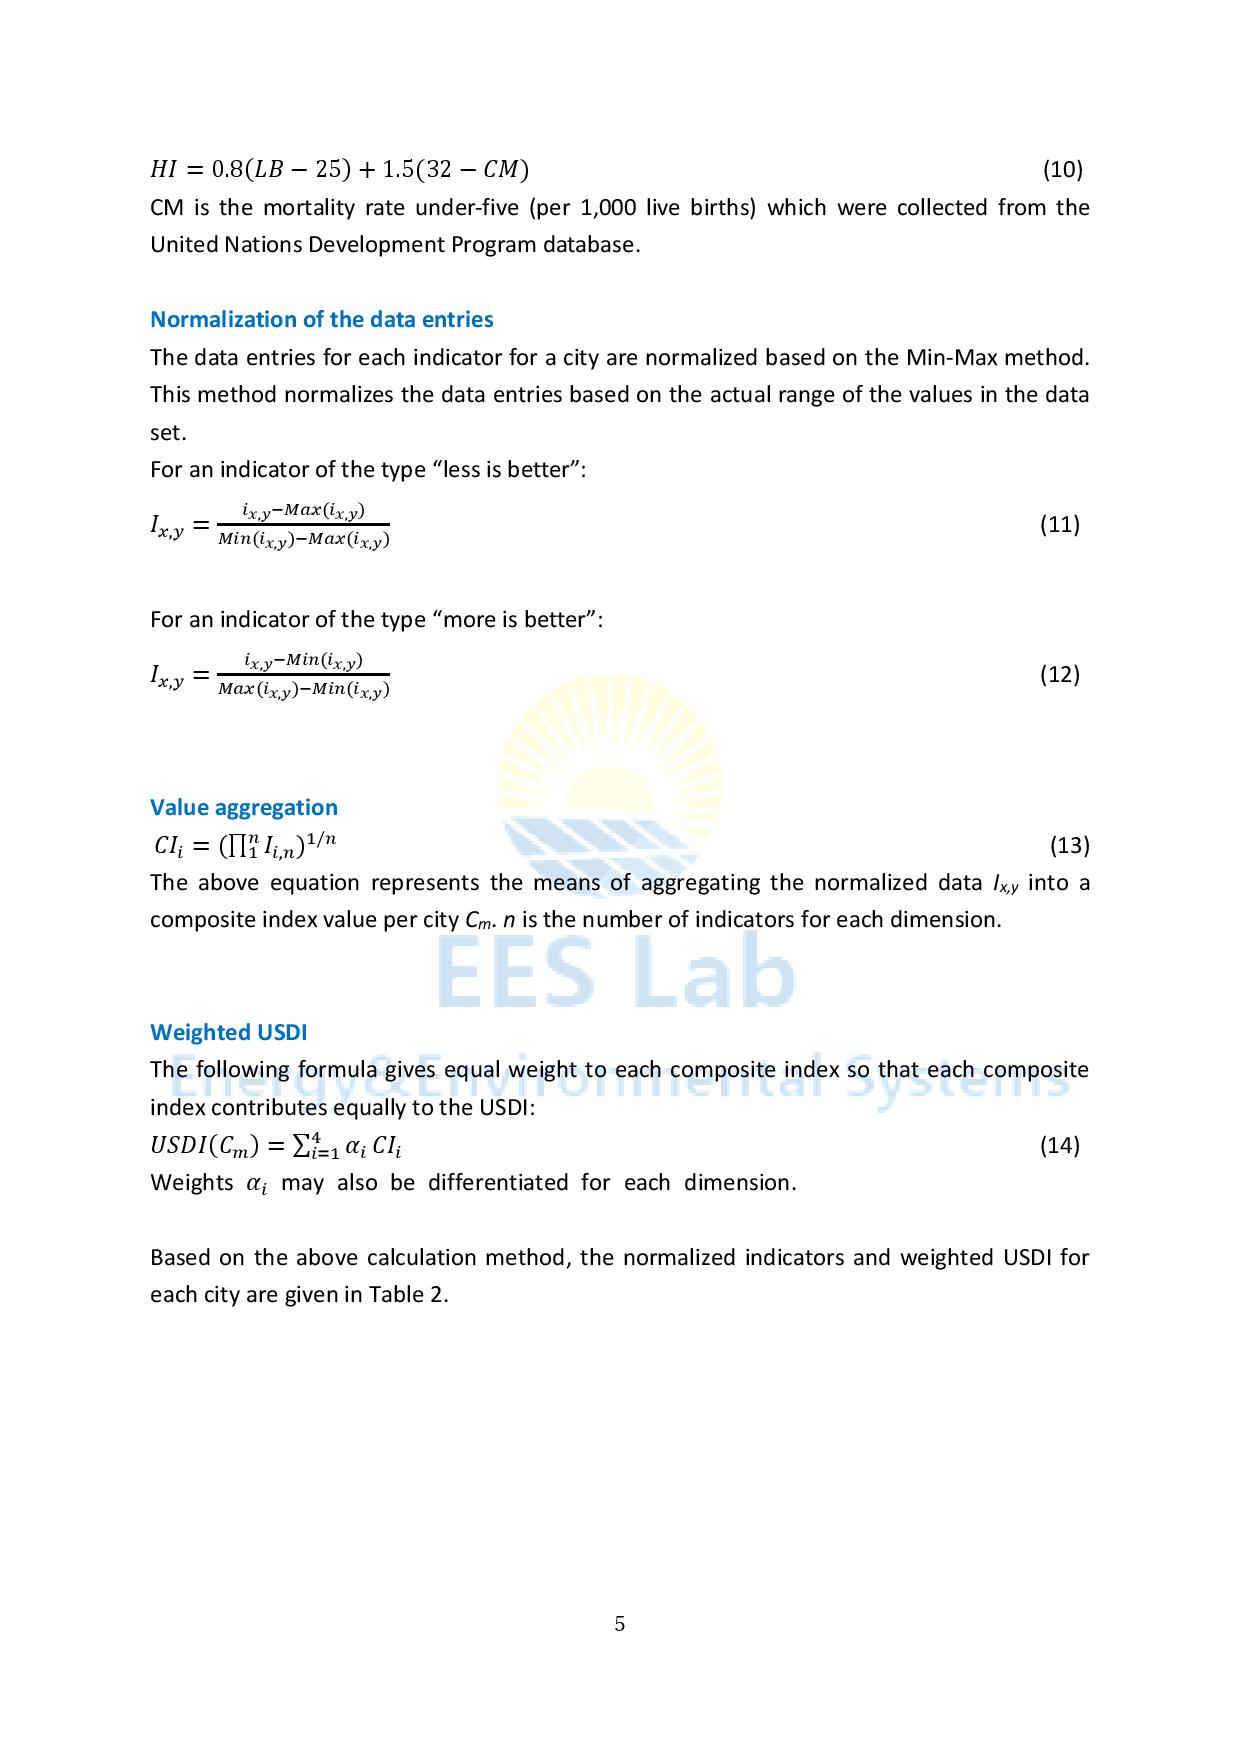 HI = 0.8(LB − 25) + 1.5(32 − CM) (10)
CM is the mortality rate under-five (per 1,000 live births) which were collected from the
United Nations Development Program database.
Normalization of the data entries
The data entries for each indicator for a city are normalized based on the Min-Max method.
This method normalizes the data entries based on the actual range of the values in the data
set.
For an indicator of the type “less is better”:
I_{x,y} = \frac{i_{x,y}−Max(i_{x,y})}{Min(i_{x,y})−Max(i_{x,y})} (11)
For an indicator of the type “more is better”:
I_{x,y} = \frac{i_{x,y}−Min(i_{x,y})}{Max(i_{x,y})−Min(i_{x,y})} (12)
Value aggregation
CI_i = (∏_1^n I_{i,n})^{1/n} (13)
The above equation represents the means of aggregating the normalized data I_{x,y} into a
composite index value per city C_m. n is the number of indicators for each dimension.
EES Lab
Weighted USDI
Energy&Environmental Systems
The following formula gives equal weight to each composite index so that each composite
index contributes equally to the USDI:
USDI(C_m) = ∑_{i=1}^4 α_i CI_i (14)
Weights α_i may also be differentiated for each dimension.
Based on the above calculation method, the normalized indicators and weighted USDI for
each city are given in Table 2.
5